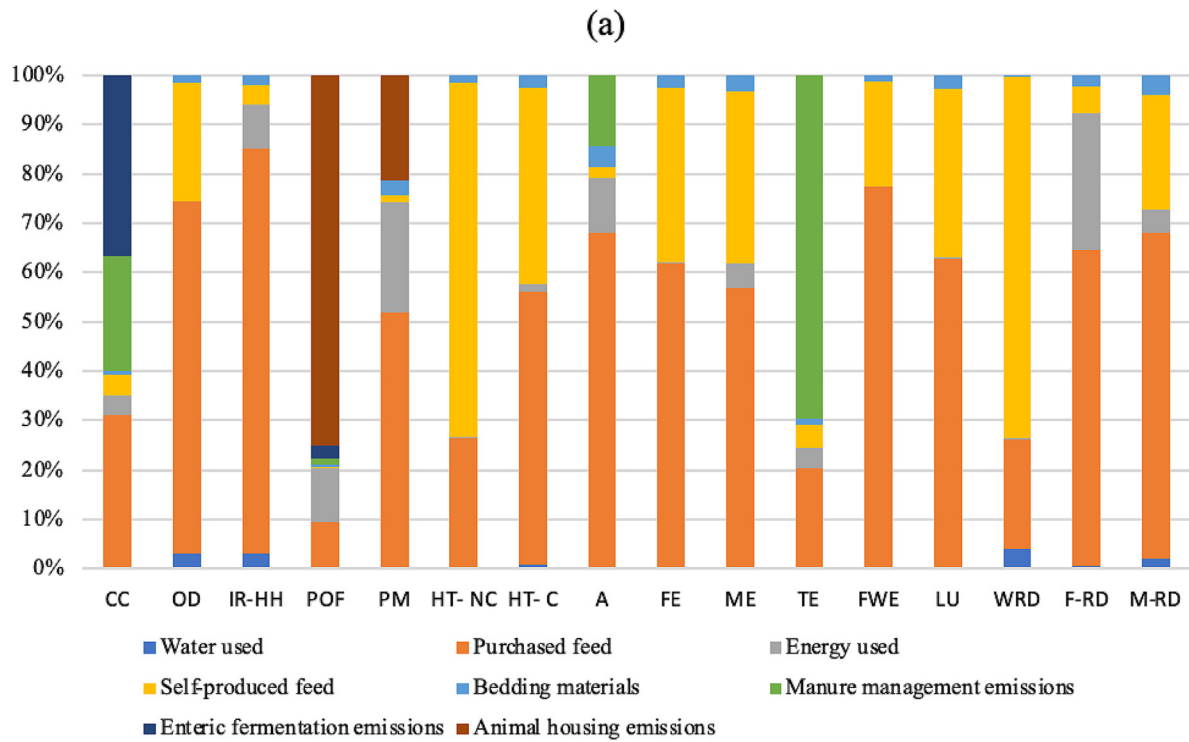 (a)
100%
90%
80%
70%
60%
50%
40%
30%
20%
10%
0%
CC OD IR-HH POF PM HT- NC HT- C A FE ME TE FWE LU WRD F-RD M-RD
Water used Purchased feed Energy used
Self-produced feed Bedding materials Manure management emissions
Enteric fermentation emissions Animal housing emissions